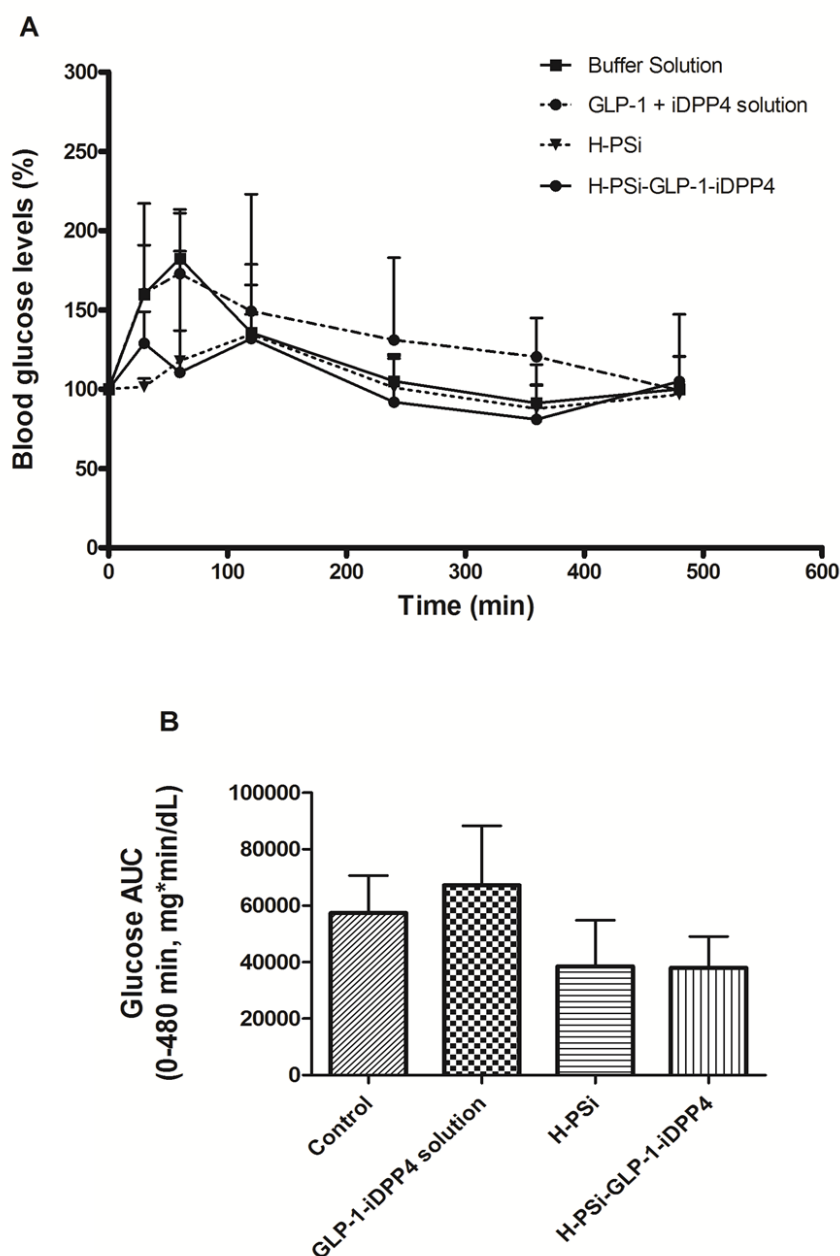 A
Buffer Solution
GLP-1 + iDPP4 solution
H-PSi
H-PSi-GLP-1-iDPP4
Blood glucose levels (%)
300
250
200
150
100
50
0
0 100 200 300 400 500 600
Time (min)
B
Glucose AUC
(0-480 min, mg*min/dL)
100000
80000
60000
40000
20000
0
Control
GLP-1-iDPP4 solution
H-PSi
H-PSi-GLP-1-iDPP4